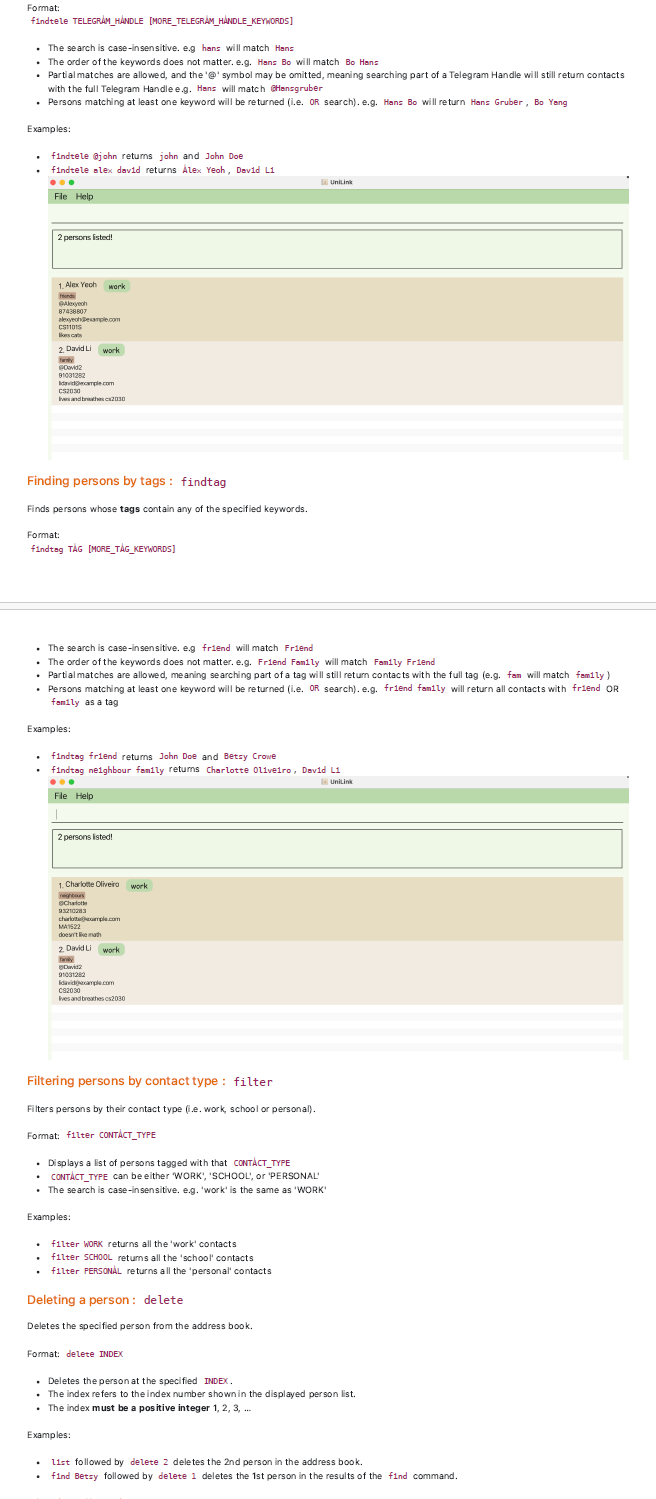 Format:
findtele TELEGRAM_HANDLE [MORE_TELEGRAM_HANDLE_KEYWORDS]
• The search is case-insensitive. e.g hans will match Hans
• The order of the keywords does not matter. e.g. Hans Bo will match Bo Hans
• Partial matches are allowed, and the '@' symbol may be omitted, meaning searching part of a Telegram Handle will still return contacts
with the full Telegram Handle e.g. Hans will match @Hansgruber
• Persons matching at least one keyword will be returned (i.e. OR search). e.g. Hans Bo will return Hans Gruber, Bo Yang
Examples:
• findtele @john returns john and John Doe
• findtele alex david returns Alex Yeoh, David Li
UniLink
File Help
2 persons listed!
1. Alex Yeoh work
friends
@Alexyeoh
87438807
alexyeoh@example.com
CS1101S
likes cats
2. David Li work
family
@David2
91031282
lidavid@example.com
CS2030
lives and breathes cs2030
Finding persons by tags : findtag
Finds persons whose tags contain any of the specified keywords.
Format:
findtag TAG [MORE_TAG_KEYWORDS]
• The search is case-insensitive. e.g friend will match Friend
• The order of the keywords does not matter. e.g. Friend Family will match Family Friend
• Partial matches are allowed, meaning searching part of a tag will still return contacts with the full tag (e.g. fam will match family)
• Persons matching at least one keyword will be returned (i.e. OR search). e.g. friend family will return all contacts with friend OR
family as a tag
Examples:
• findtag friend returns John Doe and Betsy Crowe
• findtag neighbour family returns Charlotte Oliveiro, David Li
UniLink
File Help
2 persons listed!
1. Charlotte Oliveiro work
neighbours
@Charlotte
93210283
charlotte@example.com
MA1522
doesn't like math
2. David Li work
family
@David2
91031282
lidavid@example.com
CS2030
lives and breathes cs2030
Filtering persons by contact type : filter
Filters persons by their contact type (i.e. work, school or personal).
Format: filter CONTACT_TYPE
• Displays a list of persons tagged with that CONTACT_TYPE
• CONTACT_TYPE can be either 'WORK', 'SCHOOL', or 'PERSONAL'
• The search is case-insensitive. e.g. 'work' is the same as 'WORK'
Examples:
• filter WORK returns all the 'work' contacts
• filter SCHOOL returns all the 'school' contacts
• filter PERSONAL returns all the 'personal' contacts
Deleting a person : delete
Deletes the specified person from the address book.
Format: delete INDEX
• Deletes the person at the specified INDEX.
• The index refers to the index number shown in the displayed person list.
• The index must be a positive integer 1, 2, 3, …
Examples:
• list followed by delete 2 deletes the 2nd person in the address book.
• find Betsy followed by delete 1 deletes the 1st person in the results of the find command.